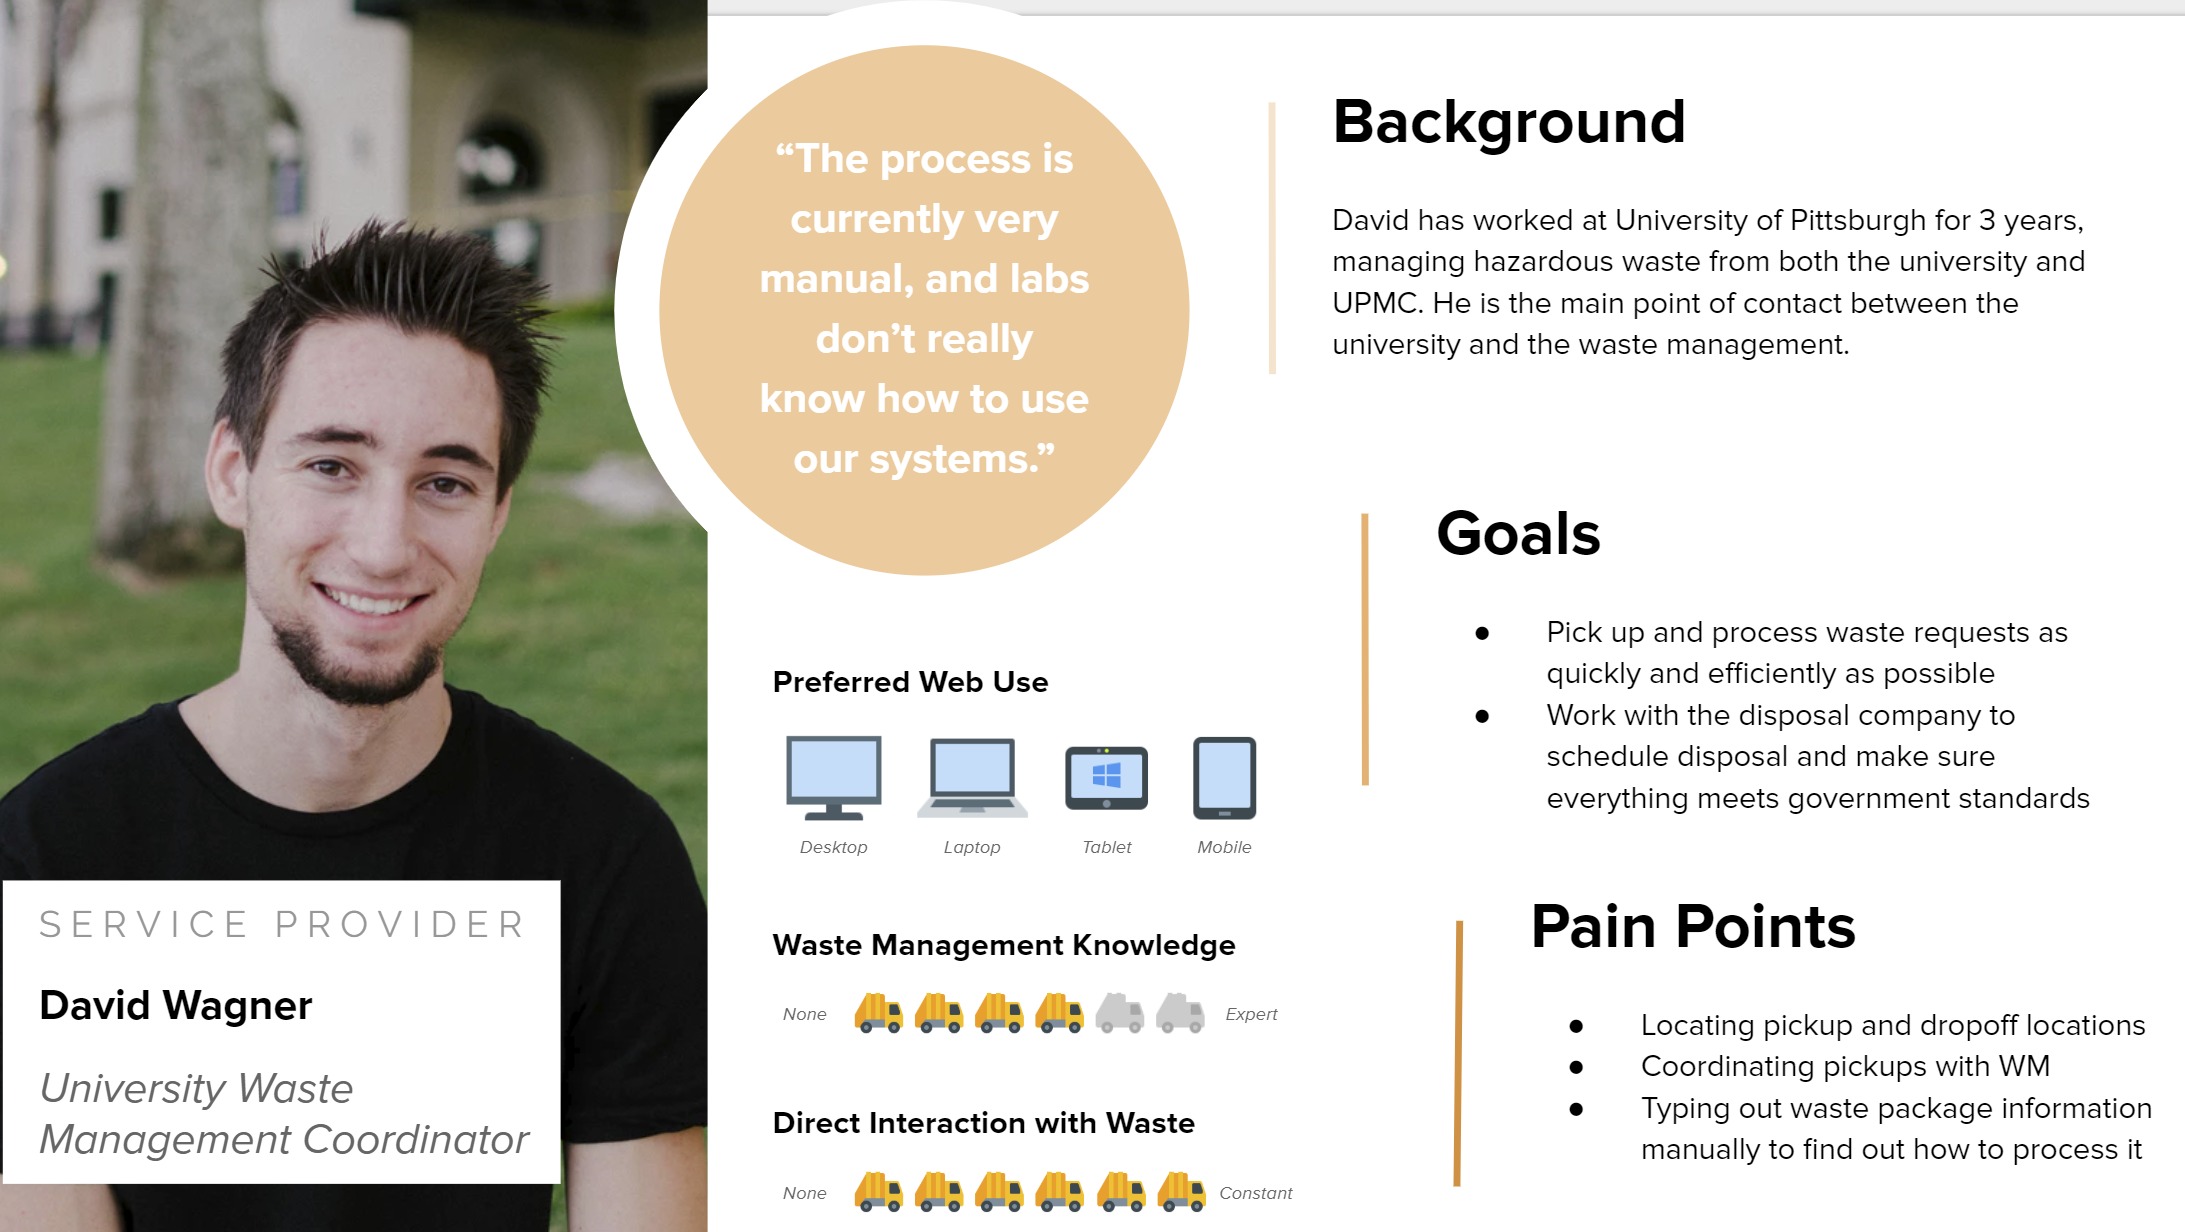 “The process is
currently very
manual, and labs
don’t really
know how to use
our systems.”
SERVICE PROVIDER
David Wagner
University Waste
Management Coordinator
Preferred Web Use
Desktop
Laptop
Tablet
Mobile
Waste Management Knowledge
None
Expert
Direct Interaction with Waste
None
Constant
Background
David has worked at University of Pittsburgh for 3 years,
managing hazardous waste from both the university and
UPMC. He is the main point of contact between the
university and the waste management.
Goals
● Pick up and process waste requests as
quickly and efficiently as possible
● Work with the disposal company to
schedule disposal and make sure
everything meets government standards
Pain Points
● Locating pickup and dropoff locations
● Coordinating pickups with WM
● Typing out waste package information
manually to find out how to process it